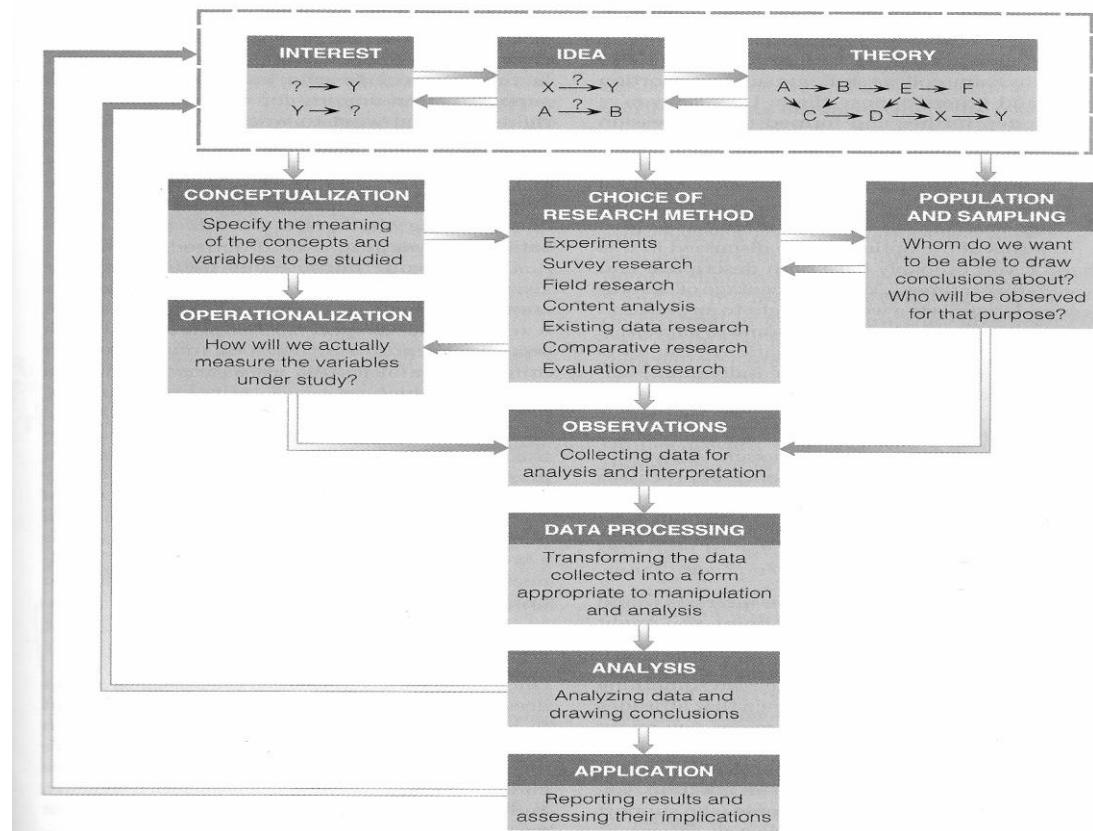 INTEREST
? → Y
Y → ?
IDEA
?
X → Y
?
A → B
THEORY
A → B → E → F
C → D → X → Y
CONCEPTUALIZATION
Specify the meaning
of the concepts and
variables to be studied
OPERATIONALIZATION
How will we actually
measure the variables
under study?
CHOICE OF
RESEARCH METHOD
Experiments
Survey research
Field research
Content analysis
Existing data research
Comparative research
Evaluation research
POPULATION
AND SAMPLING
Whom do we want
to be able to draw
conclusions about?
Who will be observed
for that purpose?
OBSERVATIONS
Collecting data for
analysis and interpretation
DATA PROCESSING
Transforming the data
collected into a form
appropriate to manipulation
and analysis
ANALYSIS
Analyzing data and
drawing conclusions
APPLICATION
Reporting results and
assessing their implications